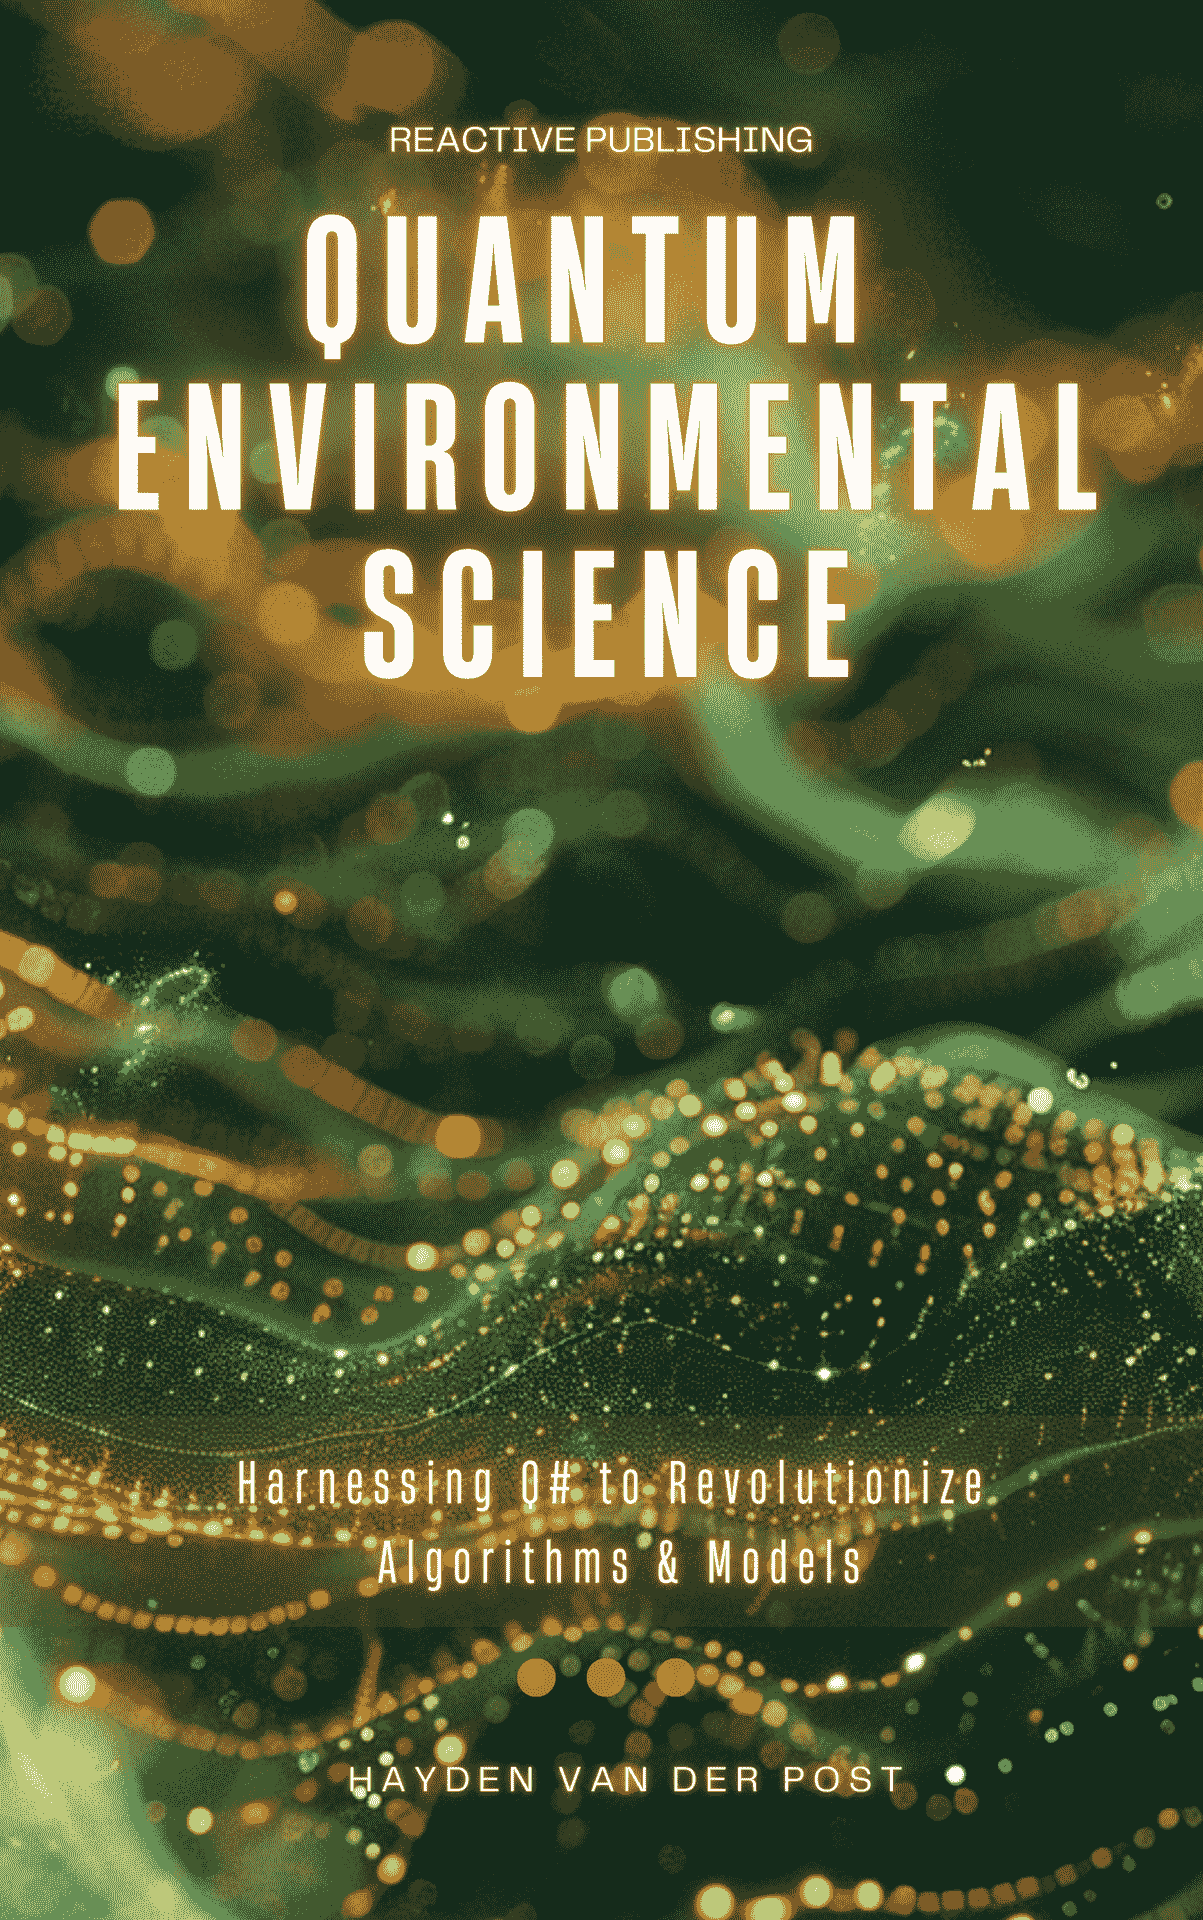 REACTIVE PUBLISHING
QUANTUM
ENVIRONMENTAL
SCIENCE
Harnessing Q# to Revolutionize
Algorithms & Models
HAYDEN VAN DER POST